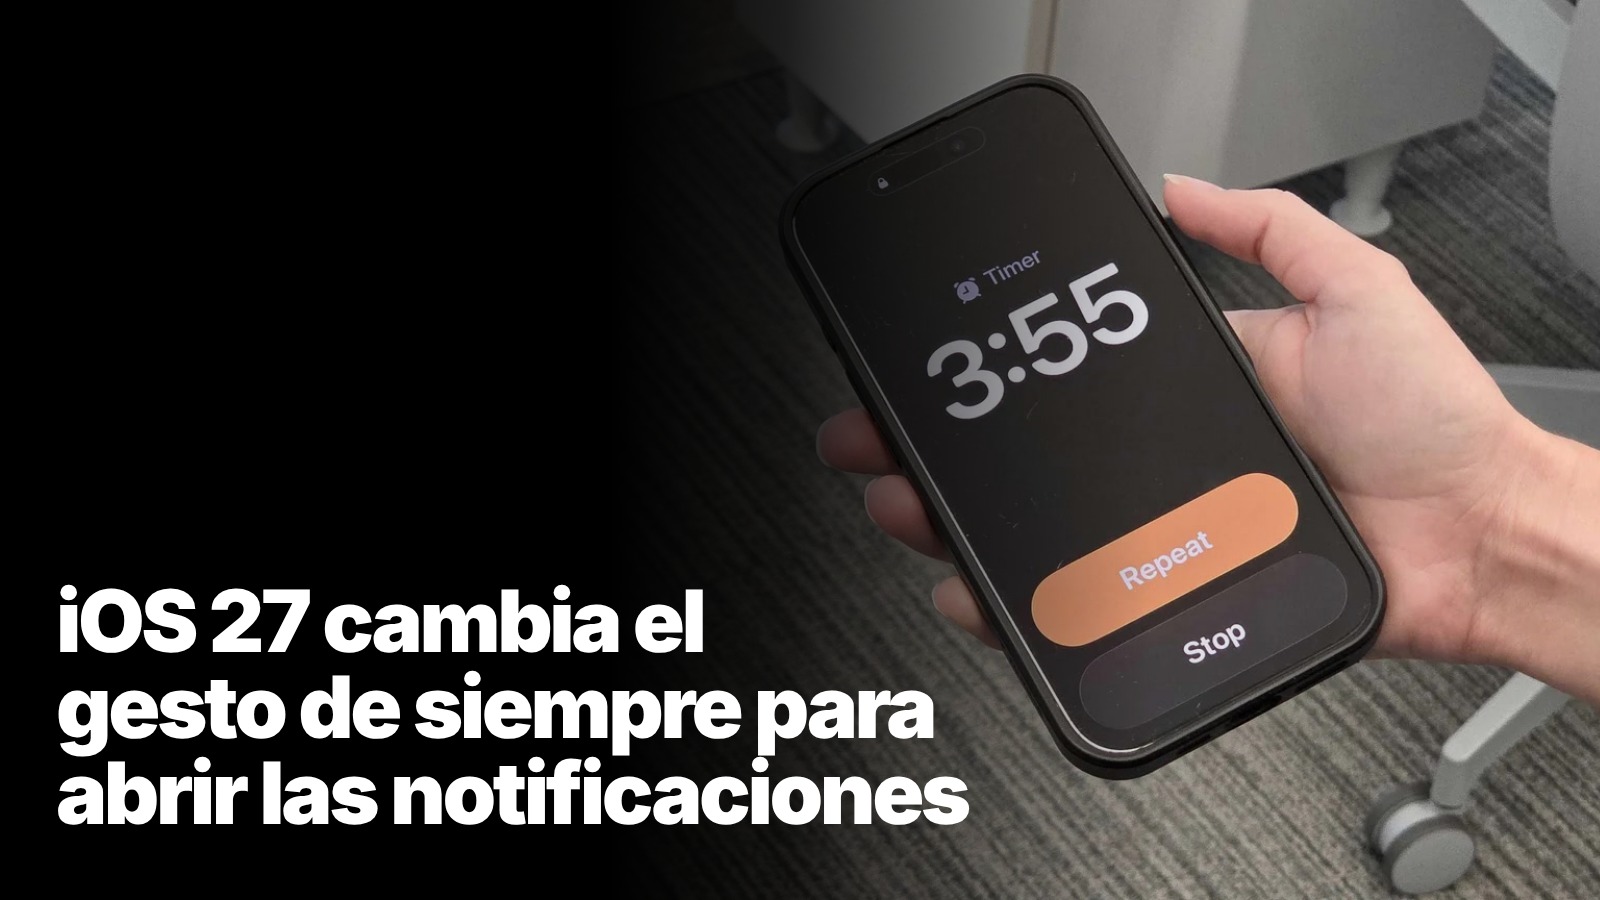 Timer
3:55
Repeat
Stop
iOS 27 cambia el
gesto de siempre para
abrir las notificaciones